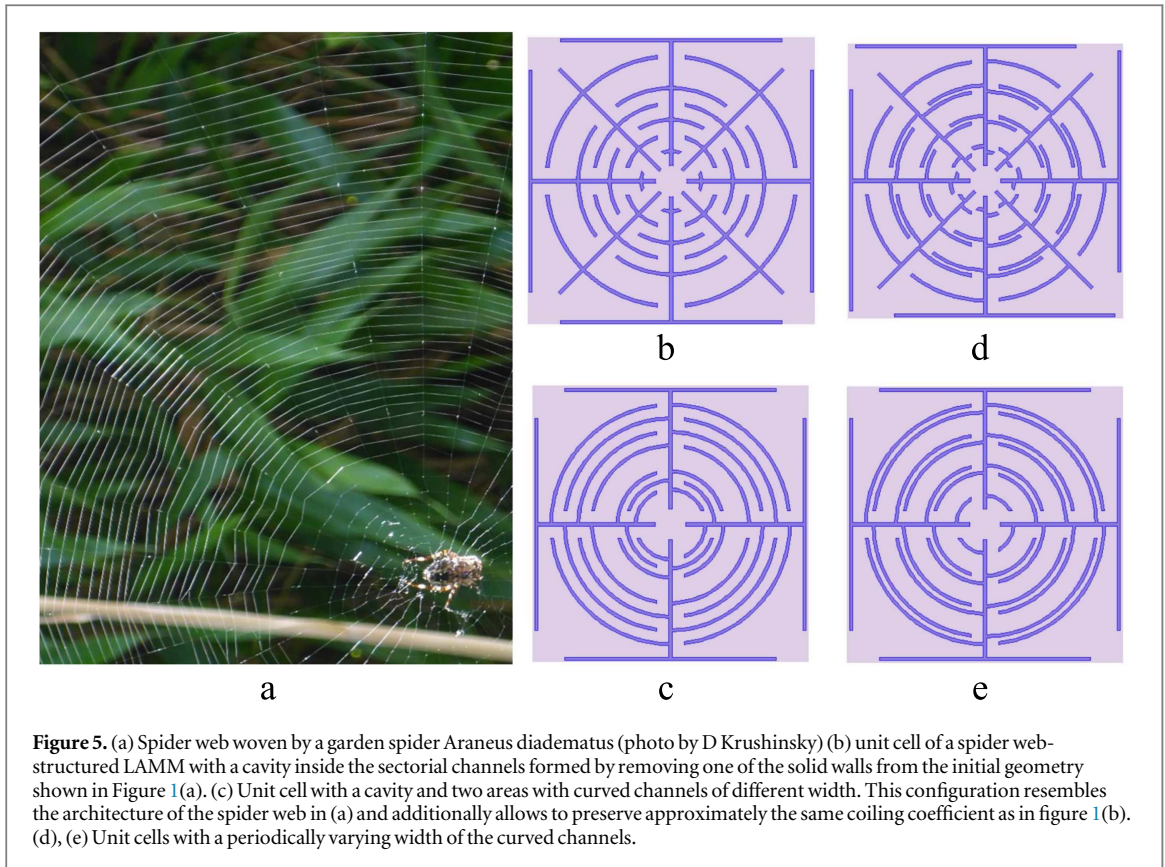 b
d
a
c
e
Figure 5. (a) Spider web woven by a garden spider Araneus diadematus (photo by D Krushinsky) (b) unit cell of a spider web-
structured LAMM with a cavity inside the sectorial channels formed by removing one of the solid walls from the initial geometry
shown in Figure 1(a). (c) Unit cell with a cavity and two areas with curved channels of different width. This configuration resembles
the architecture of the spider web in (a) and additionally allows to preserve approximately the same coiling coefficient as in figure 1(b).
(d), (e) Unit cells with a periodically varying width of the curved channels.